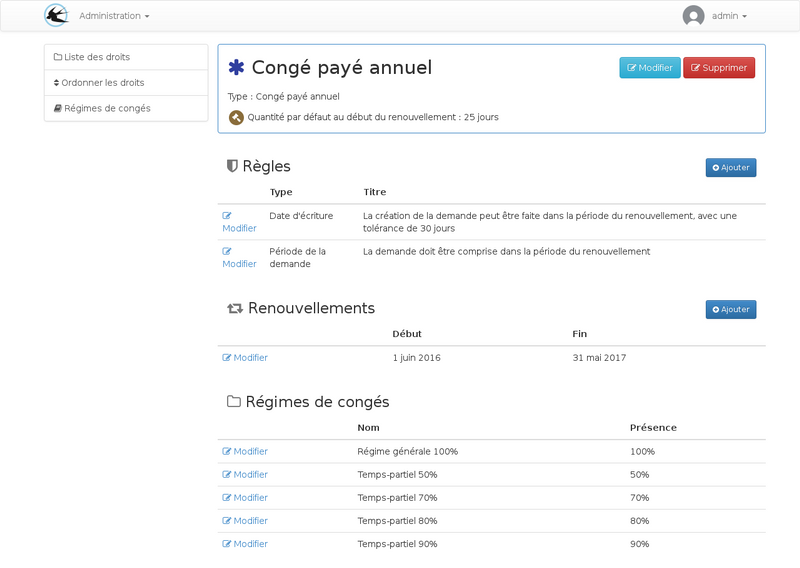 Administration
admin
Liste des droits
Ordonner les droits
Régimes de congés
Congé payé annuel
Modifier
Supprimer
Type : Congé payé annuel
Quantité par défaut au début du renouvellement : 25 jours
Règles
Ajouter
Type Titre
Modifier Date d'écriture La création de la demande peut être faite dans la période du renouvellement, avec une
tolérance de 30 jours
Modifier Période de la La demande doit être comprise dans la période du renouvellement
demande
Renouvellements
Ajouter
Début Fin
Modifier 1 juin 2016 31 mai 2017
Régimes de congés
Nom Présence
Modifier Régime générale 100% 100%
Modifier Temps-partiel 50% 50%
Modifier Temps-partiel 70% 70%
Modifier Temps-partiel 80% 80%
Modifier Temps-partiel 90% 90%